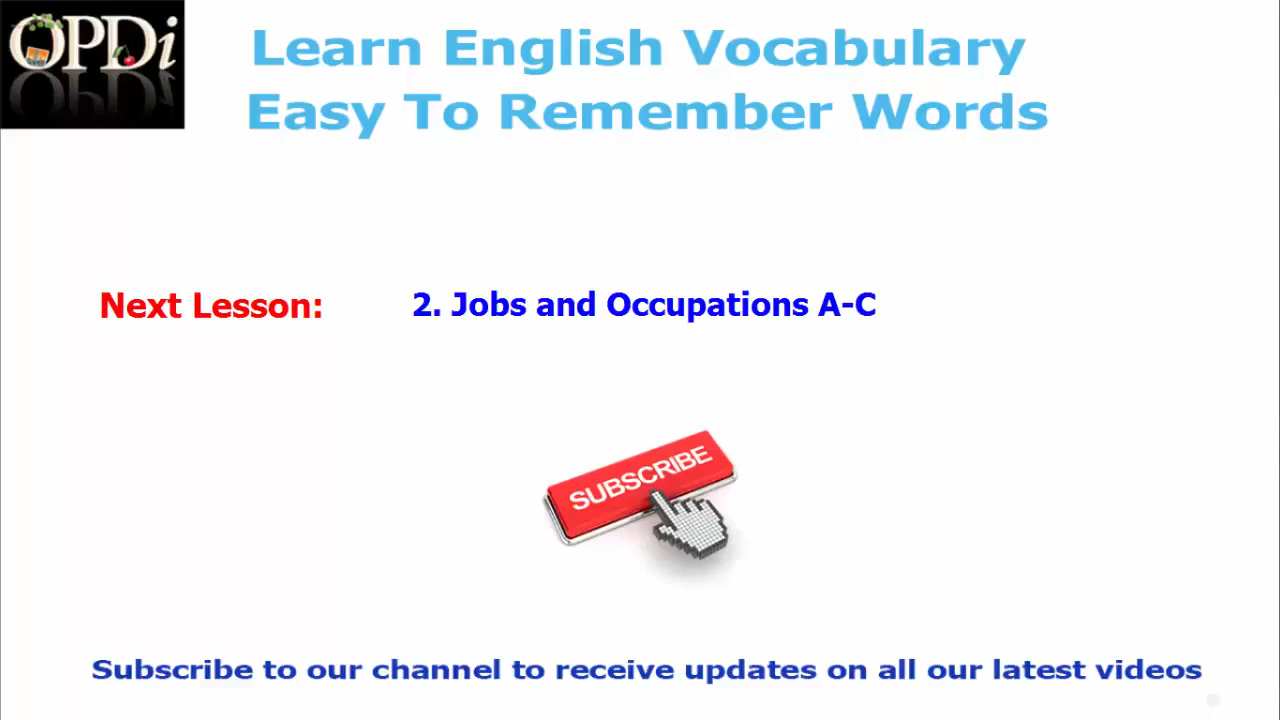 OPDi
Learn English Vocabulary
Easy To Remember Words
Next Lesson: 2. Jobs and Occupations A-C
SUBSCRIBE
Subscribe to our channel to receive updates on all our latest videos